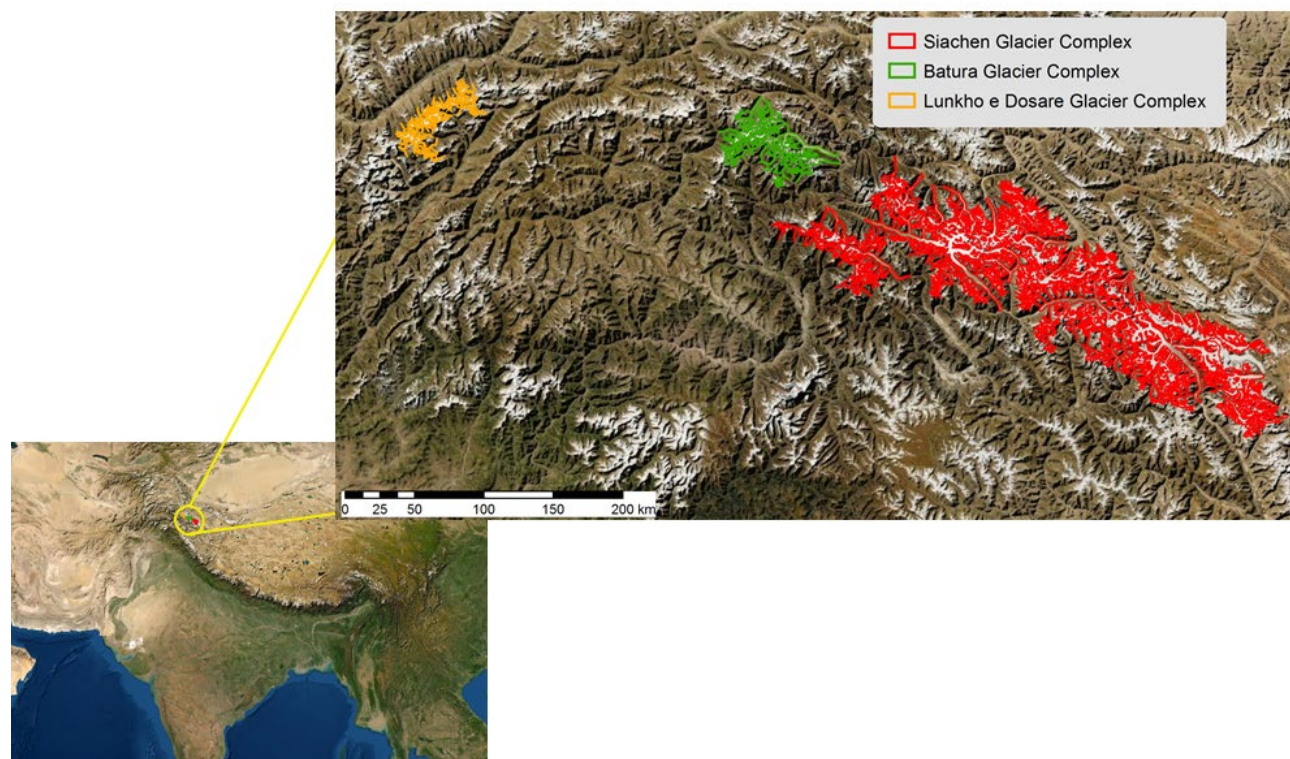 Siachen Glacier Complex
Batura Glacier Complex
Lunkho e Dosare Glacier Complex
0 25 50 100 150 200 km